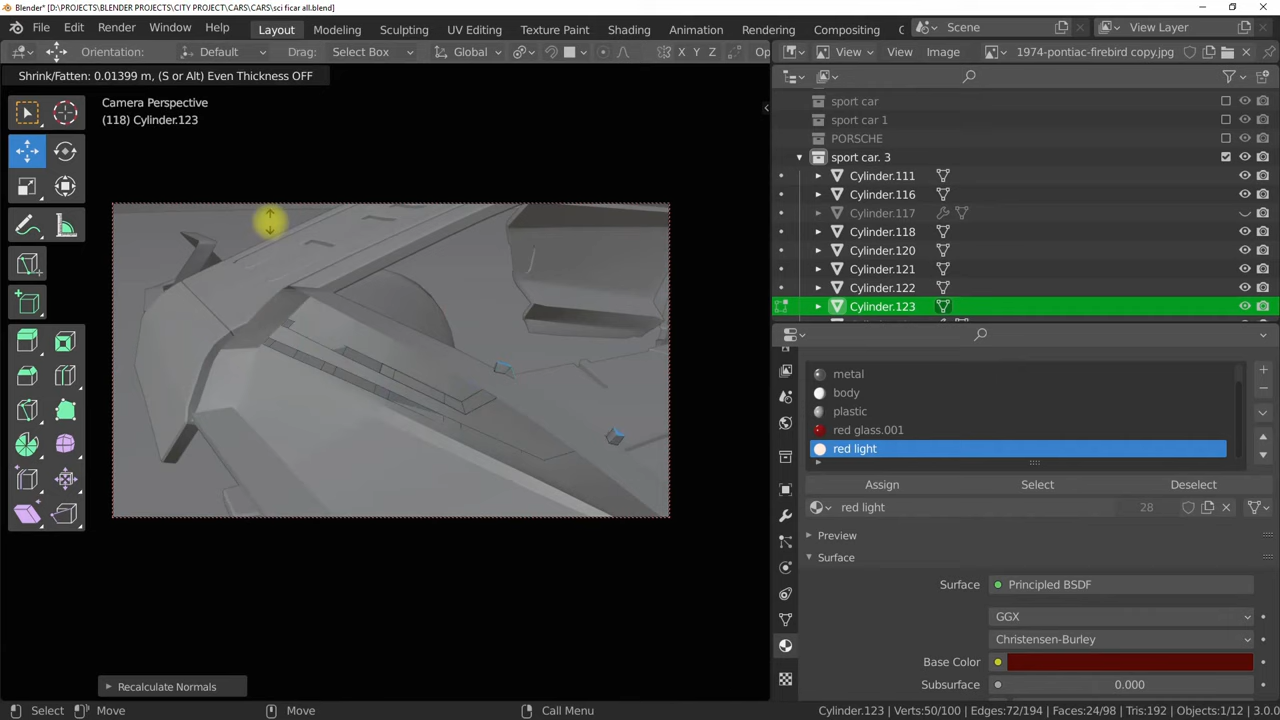 Blender* [D:\PROJECTS\BLENDER PROJECTS\CITY PROJECT\CARS\CARS\sci ficar all.blend]
File Edit Render Window Help Layout Modeling Sculpting UV Editing Texture Paint Shading Animation Rendering Compositing Scene View Layer
Orientation: Default Drag: Select Box Global X Y Z Op View View Image 1974-pontiac-firebird copy.jpg
Shrink/Fatten: 0.01399 m, (S or Alt) Even Thickness OFF
Camera Perspective
(118) Cylinder.123
sport car
sport car 1
PORSCHE
sport car. 3
Cylinder.111
Cylinder.116
Cylinder.117
Cylinder.118
Cylinder.120
Cylinder.121
Cylinder.122
Cylinder.123
metal
body
plastic
red glass.001
red light
Assign Select Deselect
red light 28
Preview
Surface
Surface Principled BSDF
GGX
Christensen-Burley
Base Color
Subsurface 0.000
Recalculate Normals
Select Move Move Call Menu Cylinder.123 | Verts:50/100 | Edges:72/194 | Faces:24/98 | Tris:192 | Objects:1/12 | 3.0.0